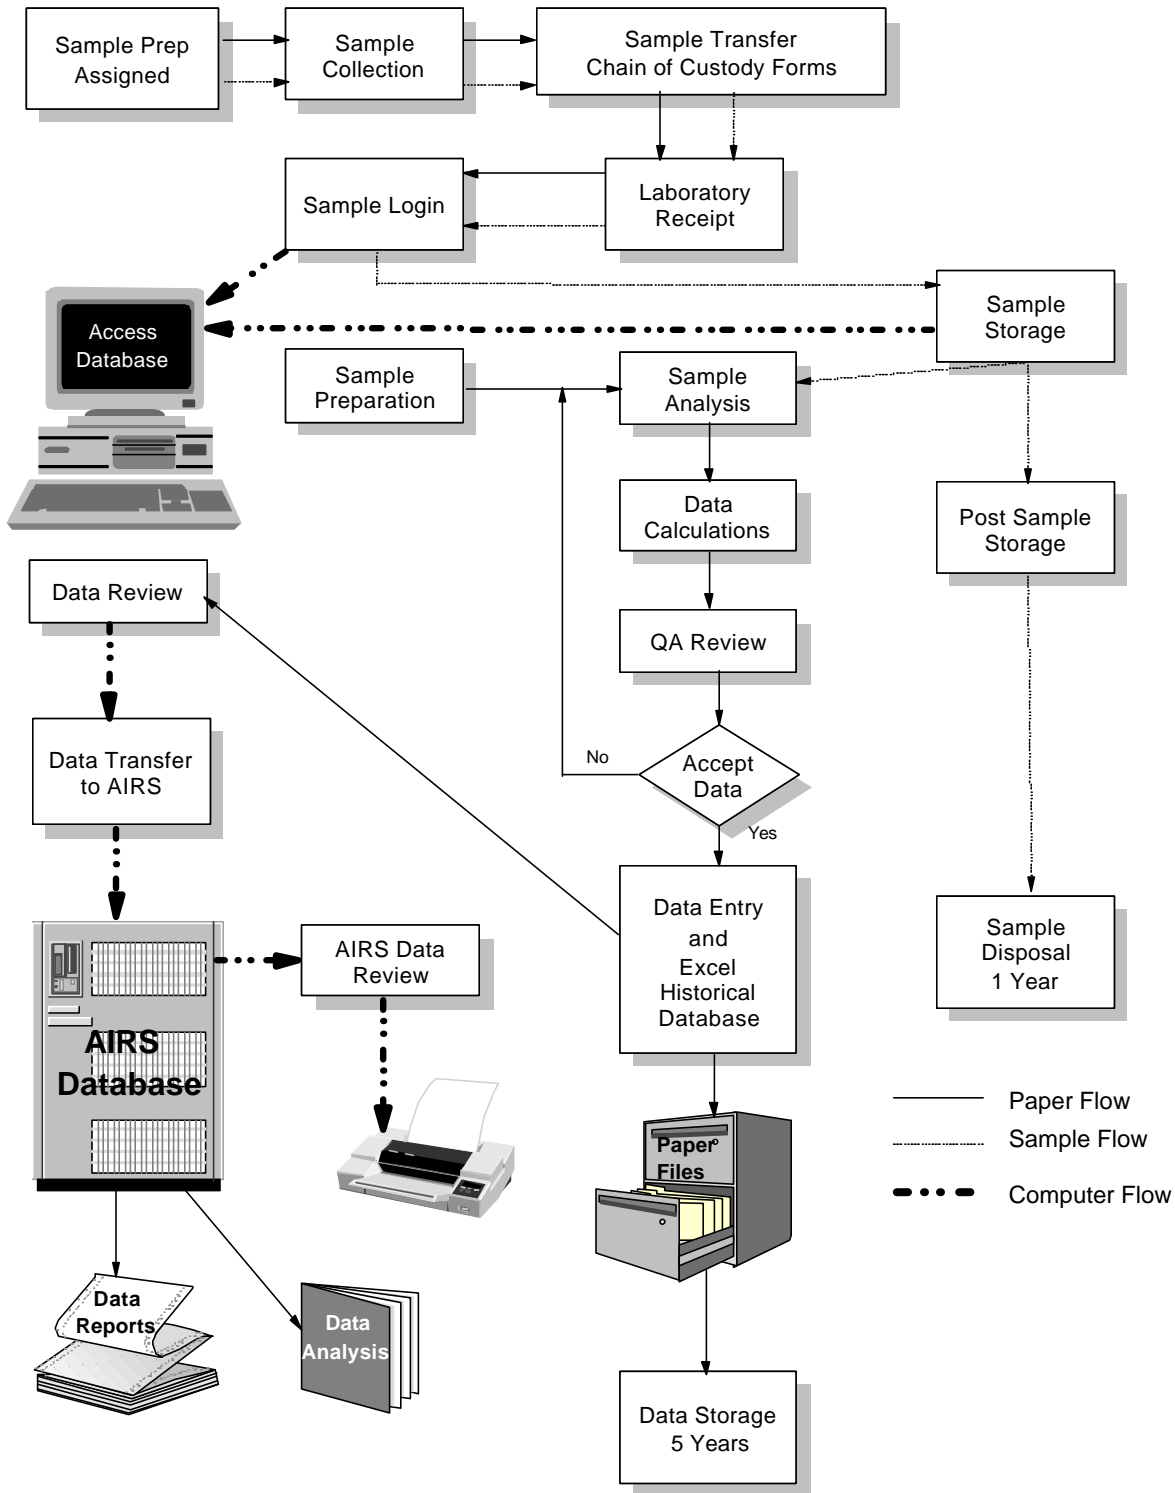 Sample Prep
Assigned
Sample
Collection
Sample Transfer
Chain of Custody Forms
Sample Login
Laboratory
Receipt
Access
Database
Sample
Storage
Sample
Preparation
Sample
Analysis
Data
Calculations
Post Sample
Storage
Data Review
QA Review
Data Transfer
to AIRS
No
Accept
Data
Yes
Data Entry
and
Excel
Historical
Database
Sample
Disposal
1 Year
AIRS Data
Review
AIRS
Database
Paper
Files
Paper Flow
Sample Flow
Computer Flow
Data
Reports
Data
Analysis
Data Storage
5 Years